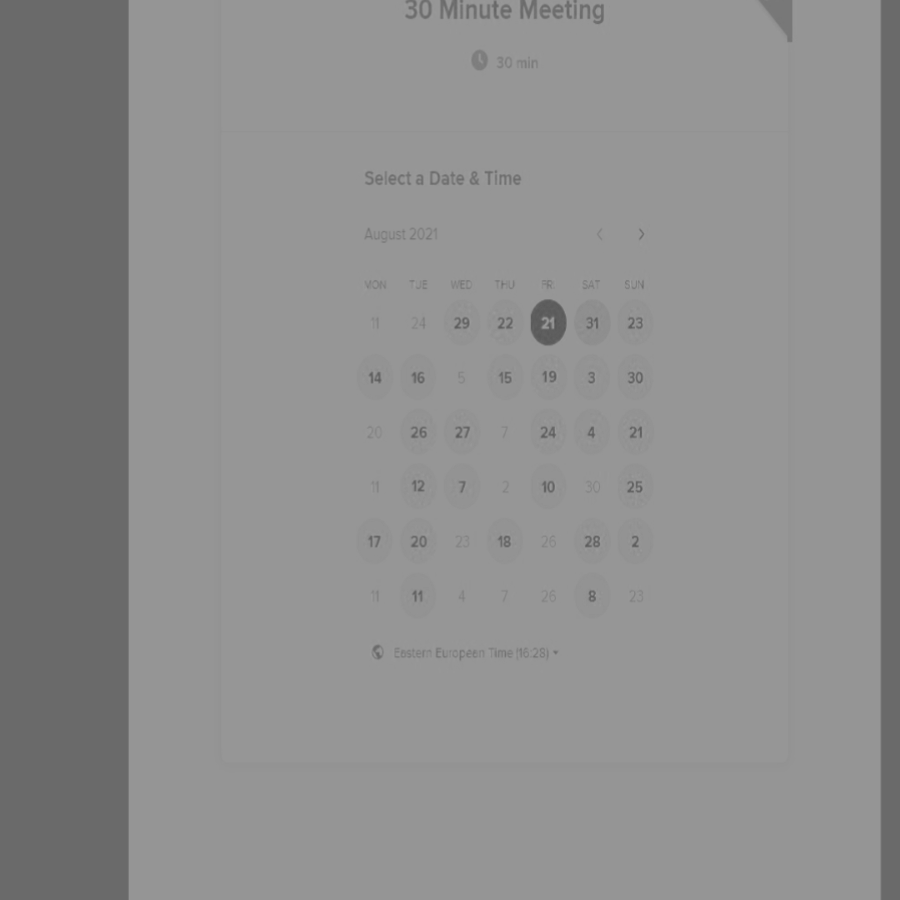 30 Minute Meeting
30 min
Select a Date & Time
August 2021
MON TUE WED THU FRI SAT SUN
11 24 29 22 21 31 23
14 16 5 15 19 3 30
20 26 27 7 24 4 21
11 12 7 2 10 30 25
17 20 23 18 26 28 2
11 11 4 7 26 8 23
Eastern European Time (16:28)